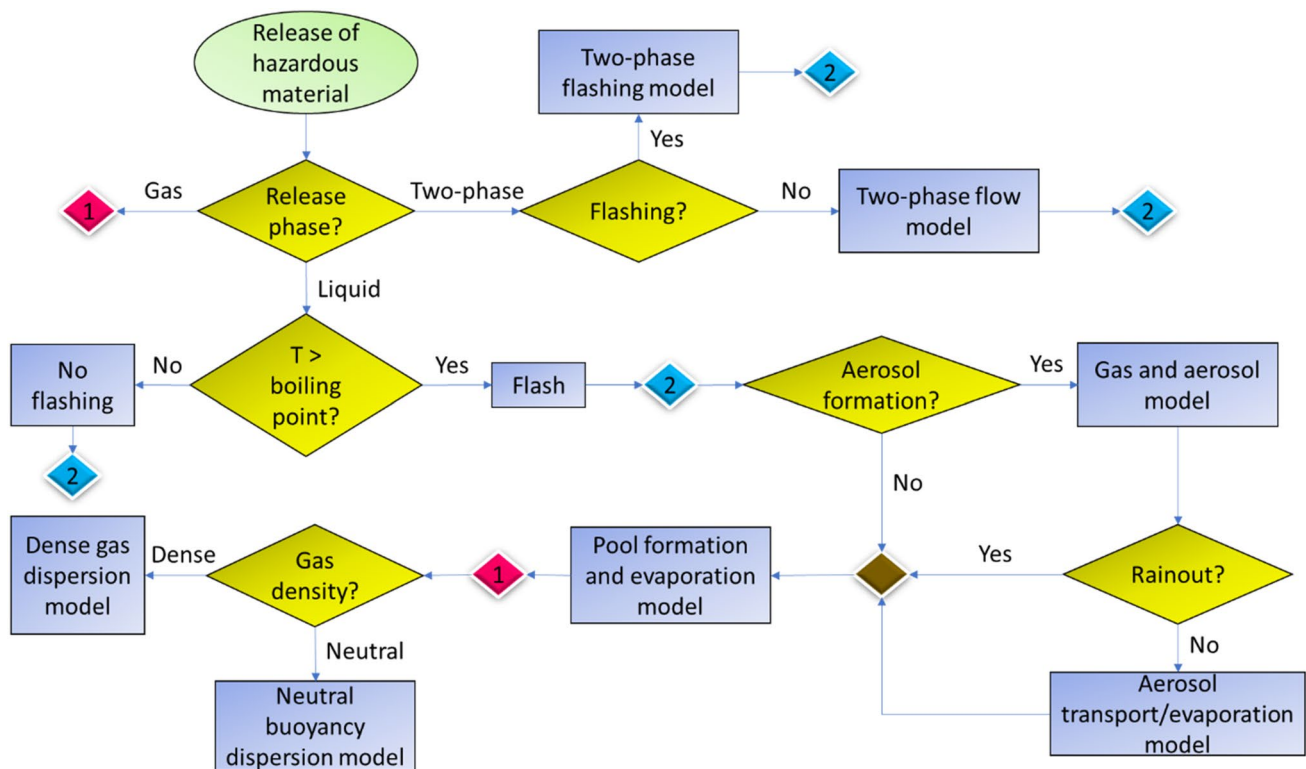 Release of
hazardous
material
Two-phase
flashing model
2
Yes
Gas
1
Release
phase?
Two-phase
Flashing?
No
Two-phase flow
model
2
Liquid
No
flashing
No
T >
boiling
point?
Yes
Flash
2
Aerosol
formation?
Yes
Gas and aerosol
model
2
No
Dense gas
dispersion
model
Dense
Gas
density?
1
Pool formation
and evaporation
model
Yes
Rainout?
Neutral
No
Neutral
buoyancy
dispersion model
Aerosol
transport/evaporation
model